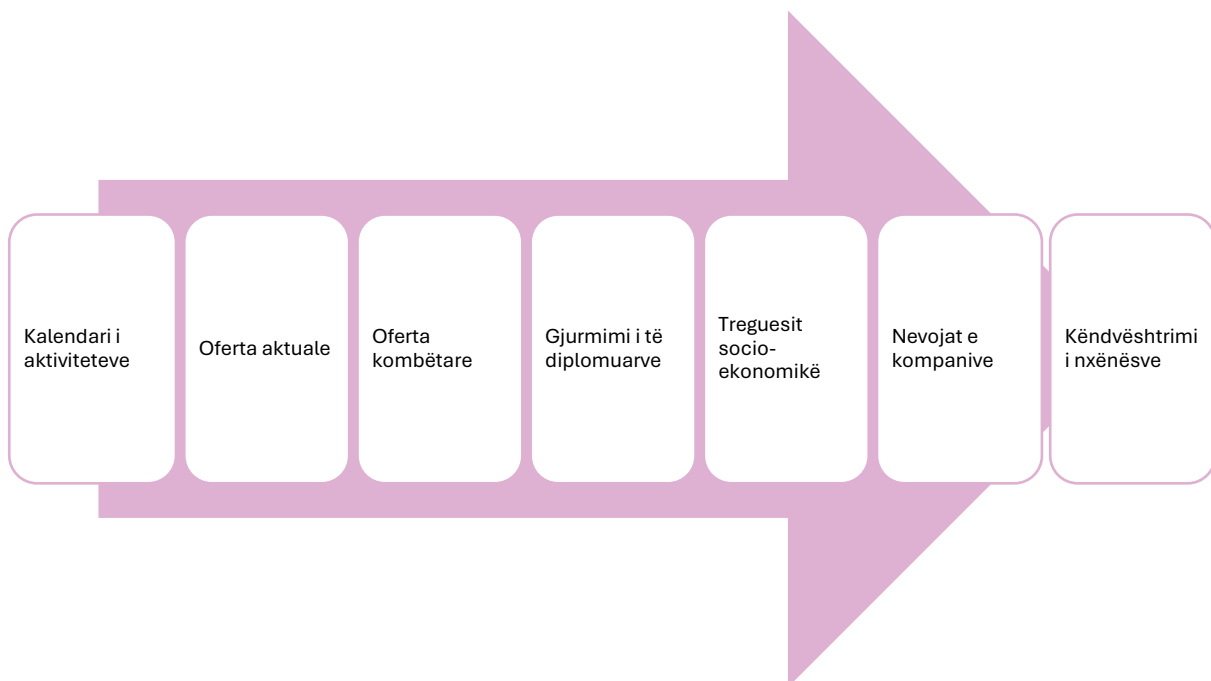 Kalendari i
aktiviteteve
Oferta aktuale
Oferta
kombëtare
Gjurmimi i të
diplomuarve
Treguesit
socio-
ekonomikë
Nevojat e
kompanive
Këndvështrimi
i nxënësve